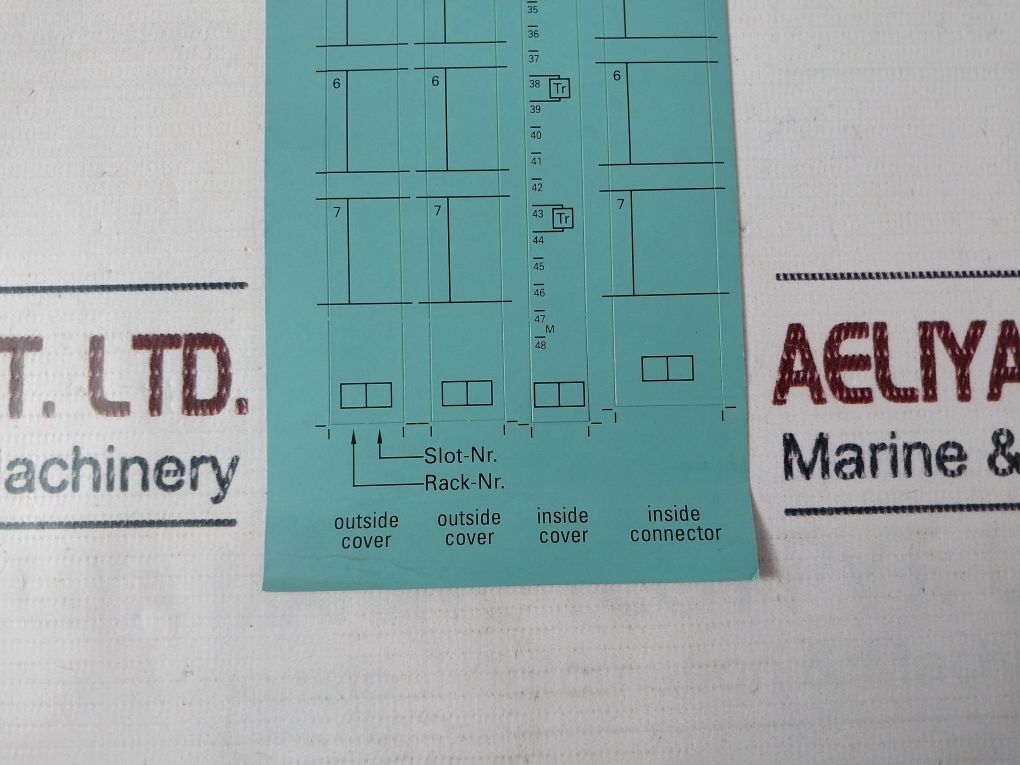 35
36
37
6
6
38
Tr
6
39
40
41
42
7
7
43
Tr
7
44
45
46
47
M
48
T. LTD.
AELIYA
achinery
Marine &
Slot-Nr.
Rack-Nr.
outside
cover
outside
cover
inside
cover
inside
connector